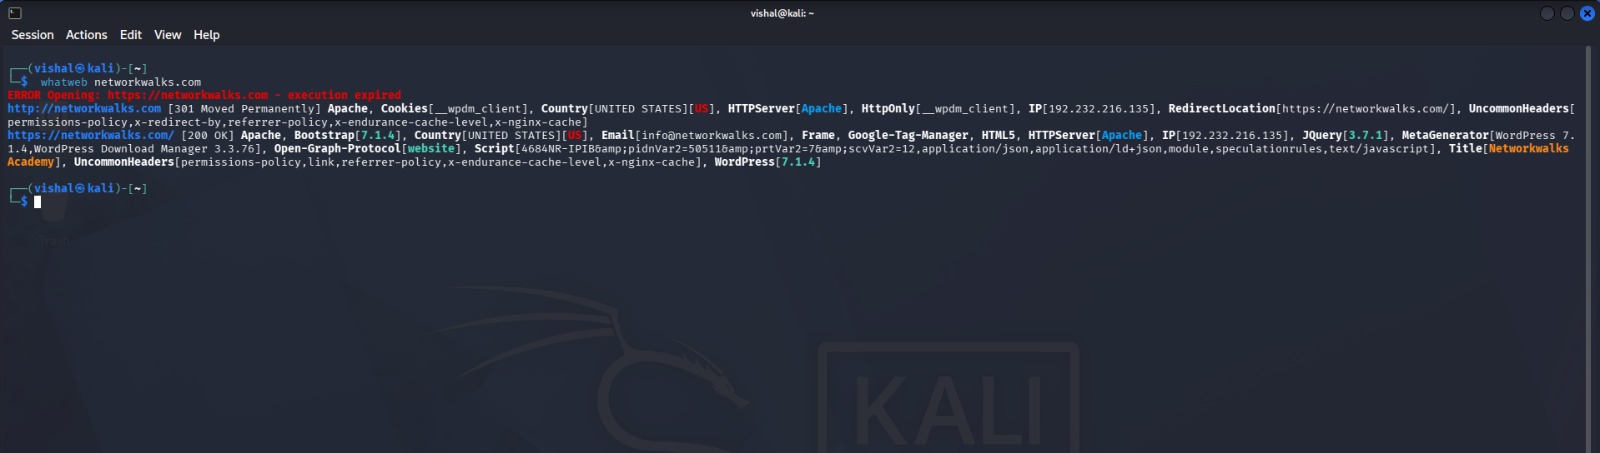 vishal@kali: ~
Session Actions Edit View Help
┌──(vishal㉿kali)-[~]
└─$ whatweb networkwalks.com
ERROR Opening: https://networkwalks.com - execution expired
http://networkwalks.com [301 Moved Permanently] Apache, Cookies[__wpdm_client], Country[UNITED STATES][US], HTTPServer[Apache], HttpOnly[__wpdm_client], IP[192.232.216.135], RedirectLocation[https://networkwalks.com/], UncommonHeaders[
permissions-policy,x-redirect-by,referrer-policy,x-endurance-cache-level,x-nginx-cache]
https://networkwalks.com/ [200 OK] Apache, Bootstrap[7.1.4], Country[UNITED STATES][US], Email[info@networkwalks.com], Frame, Google-Tag-Manager, HTML5, HTTPServer[Apache], IP[192.232.216.135], JQuery[3.7.1], MetaGenerator[WordPress 7.
1.4,WordPress Download Manager 3.3.76], Open-Graph-Protocol[website], Script[4684NR-IPIB&amp;pidnVar2=50511&amp;prtVar2=7&amp;scvVar2=12,application/json,application/ld+json,module,speculationrules,text/javascript], Title[Networkwalks
Academy], UncommonHeaders[permissions-policy,link,referrer-policy,x-endurance-cache-level,x-nginx-cache], WordPress[7.1.4]
┌──(vishal㉿kali)-[~]
└─$
Trash
KALI